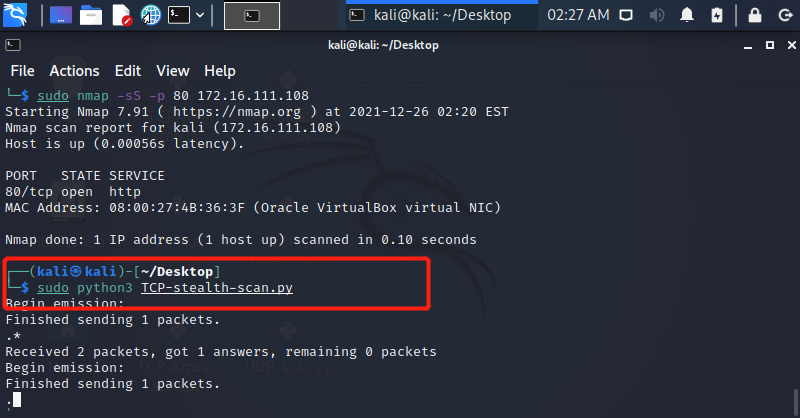 kali@kali: ~/Desktop
02:27 AM
kali@kali: ~/Desktop
File Actions Edit View Help
└─$ sudo nmap -sS -p 80 172.16.111.108
Starting Nmap 7.91 ( https://nmap.org ) at 2021-12-26 02:20 EST
Nmap scan report for kali (172.16.111.108)
Host is up (0.00056s latency).
PORT   STATE SERVICE
80/tcp open  http
MAC Address: 08:00:27:4B:36:3F (Oracle VirtualBox virtual NIC)
Nmap done: 1 IP address (1 host up) scanned in 0.10 seconds
┌──(kali㉿kali)-[~/Desktop]
└─$ sudo python3 TCP-stealth-scan.py
Begin emission:
Finished sending 1 packets.
.*
Received 2 packets, got 1 answers, remaining 0 packets
Begin emission:
Finished sending 1 packets.
.